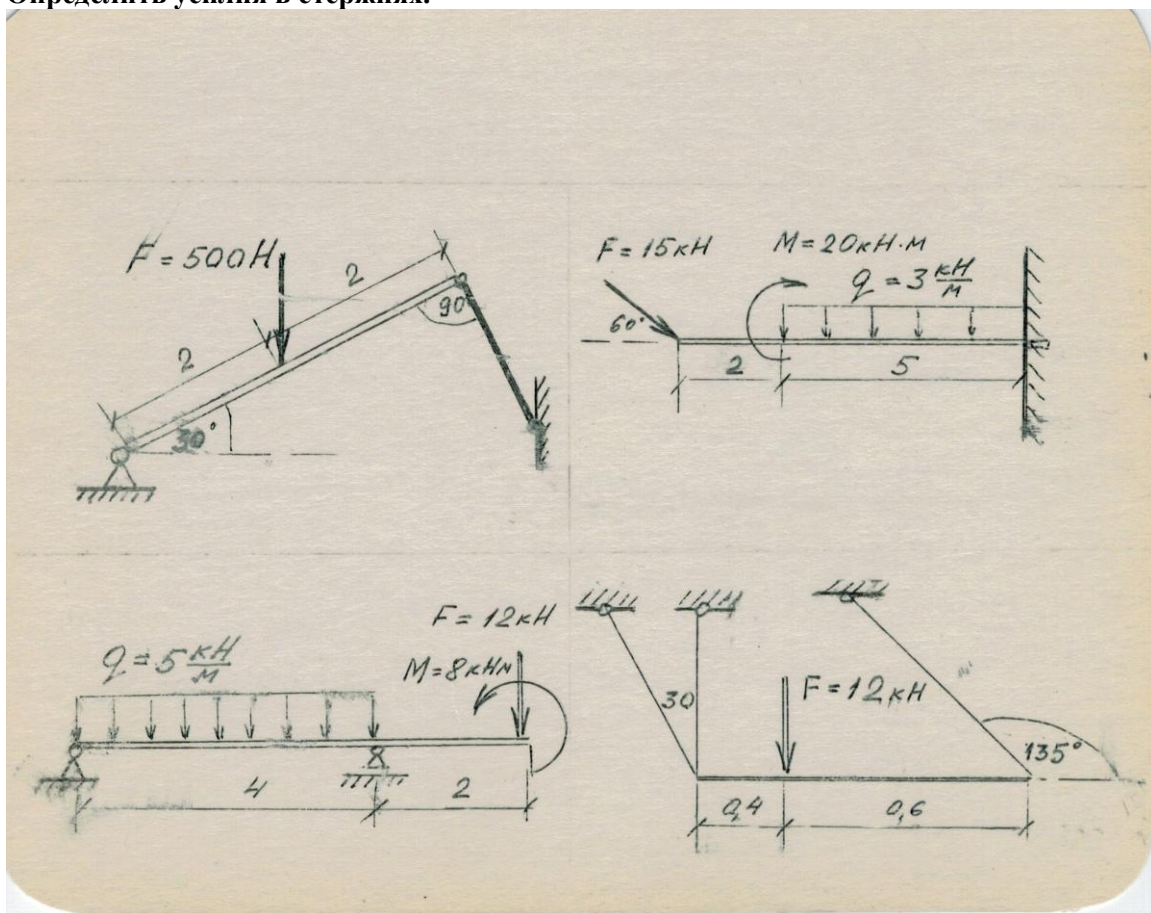 Определить усилия в стержнях.
F = 500Н
2
2
90
30°
F = 15кН
M = 20кН·м
q = 3 кН/м
60°
2
5
q = 5 кН/м
F = 12кН
M = 8кНм
4
2
30
F = 12кН
135°
0,4
0,6